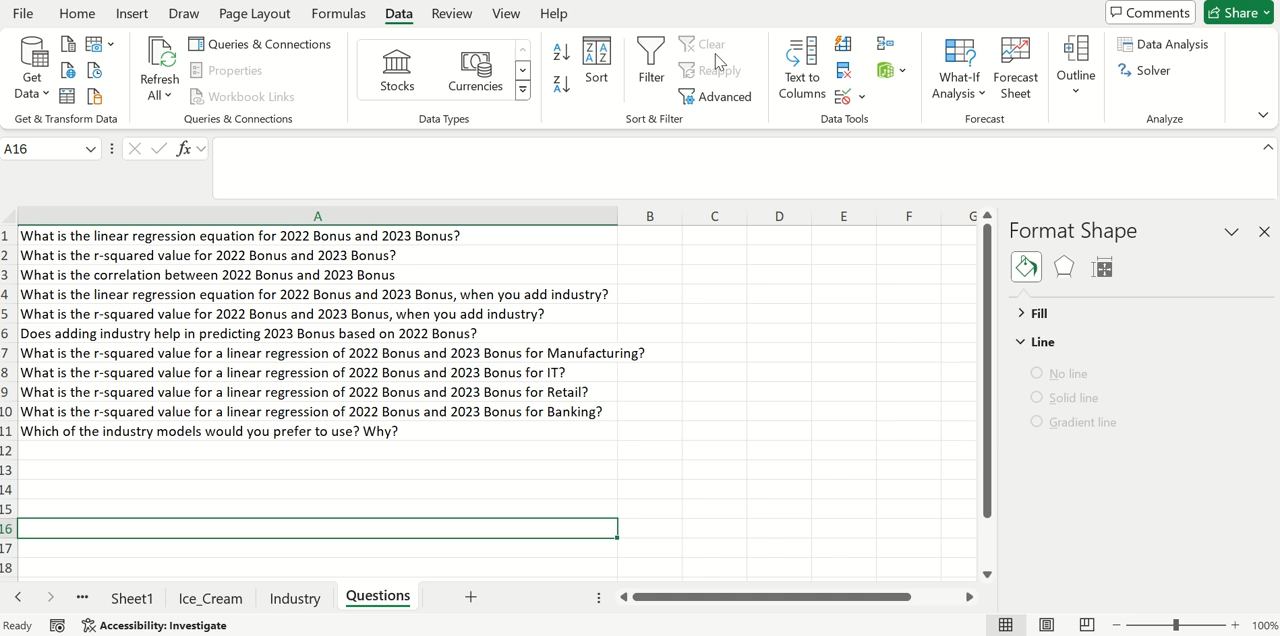 File Home Insert Draw Page Layout Formulas Data Review View Help Comments Share
Get Data
Refresh All
Queries & Connections
Properties
Workbook Links
Stocks Currencies
Sort
Filter
Clear
Reapply
Advanced
Text to Columns
What-If Analysis
Forecast Sheet
Outline
Data Analysis
Solver
Get & Transform Data Queries & Connections Data Types Sort & Filter Data Tools Forecast Analyze
A16 fx
A B C D E F G
1 What is the linear regression equation for 2022 Bonus and 2023 Bonus?
2 What is the r-squared value for 2022 Bonus and 2023 Bonus?
3 What is the correlation between 2022 Bonus and 2023 Bonus
4 What is the linear regression equation for 2022 Bonus and 2023 Bonus, when you add industry?
5 What is the r-squared value for 2022 Bonus and 2023 Bonus, when you add industry?
6 Does adding industry help in predicting 2023 Bonus based on 2022 Bonus?
7 What is the r-squared value for a linear regression of 2022 Bonus and 2023 Bonus for Manufacturing?
8 What is the r-squared value for a linear regression of 2022 Bonus and 2023 Bonus for IT?
9 What is the r-squared value for a linear regression of 2022 Bonus and 2023 Bonus for Retail?
10 What is the r-squared value for a linear regression of 2022 Bonus and 2023 Bonus for Banking?
11 Which of the industry models would you prefer to use? Why?
12
13
14
15
16
17
18
Format Shape
Fill
Line
No line
Solid line
Gradient line
Sheet1 Ice_Cream Industry Questions
Ready Accessibility: Investigate 100%